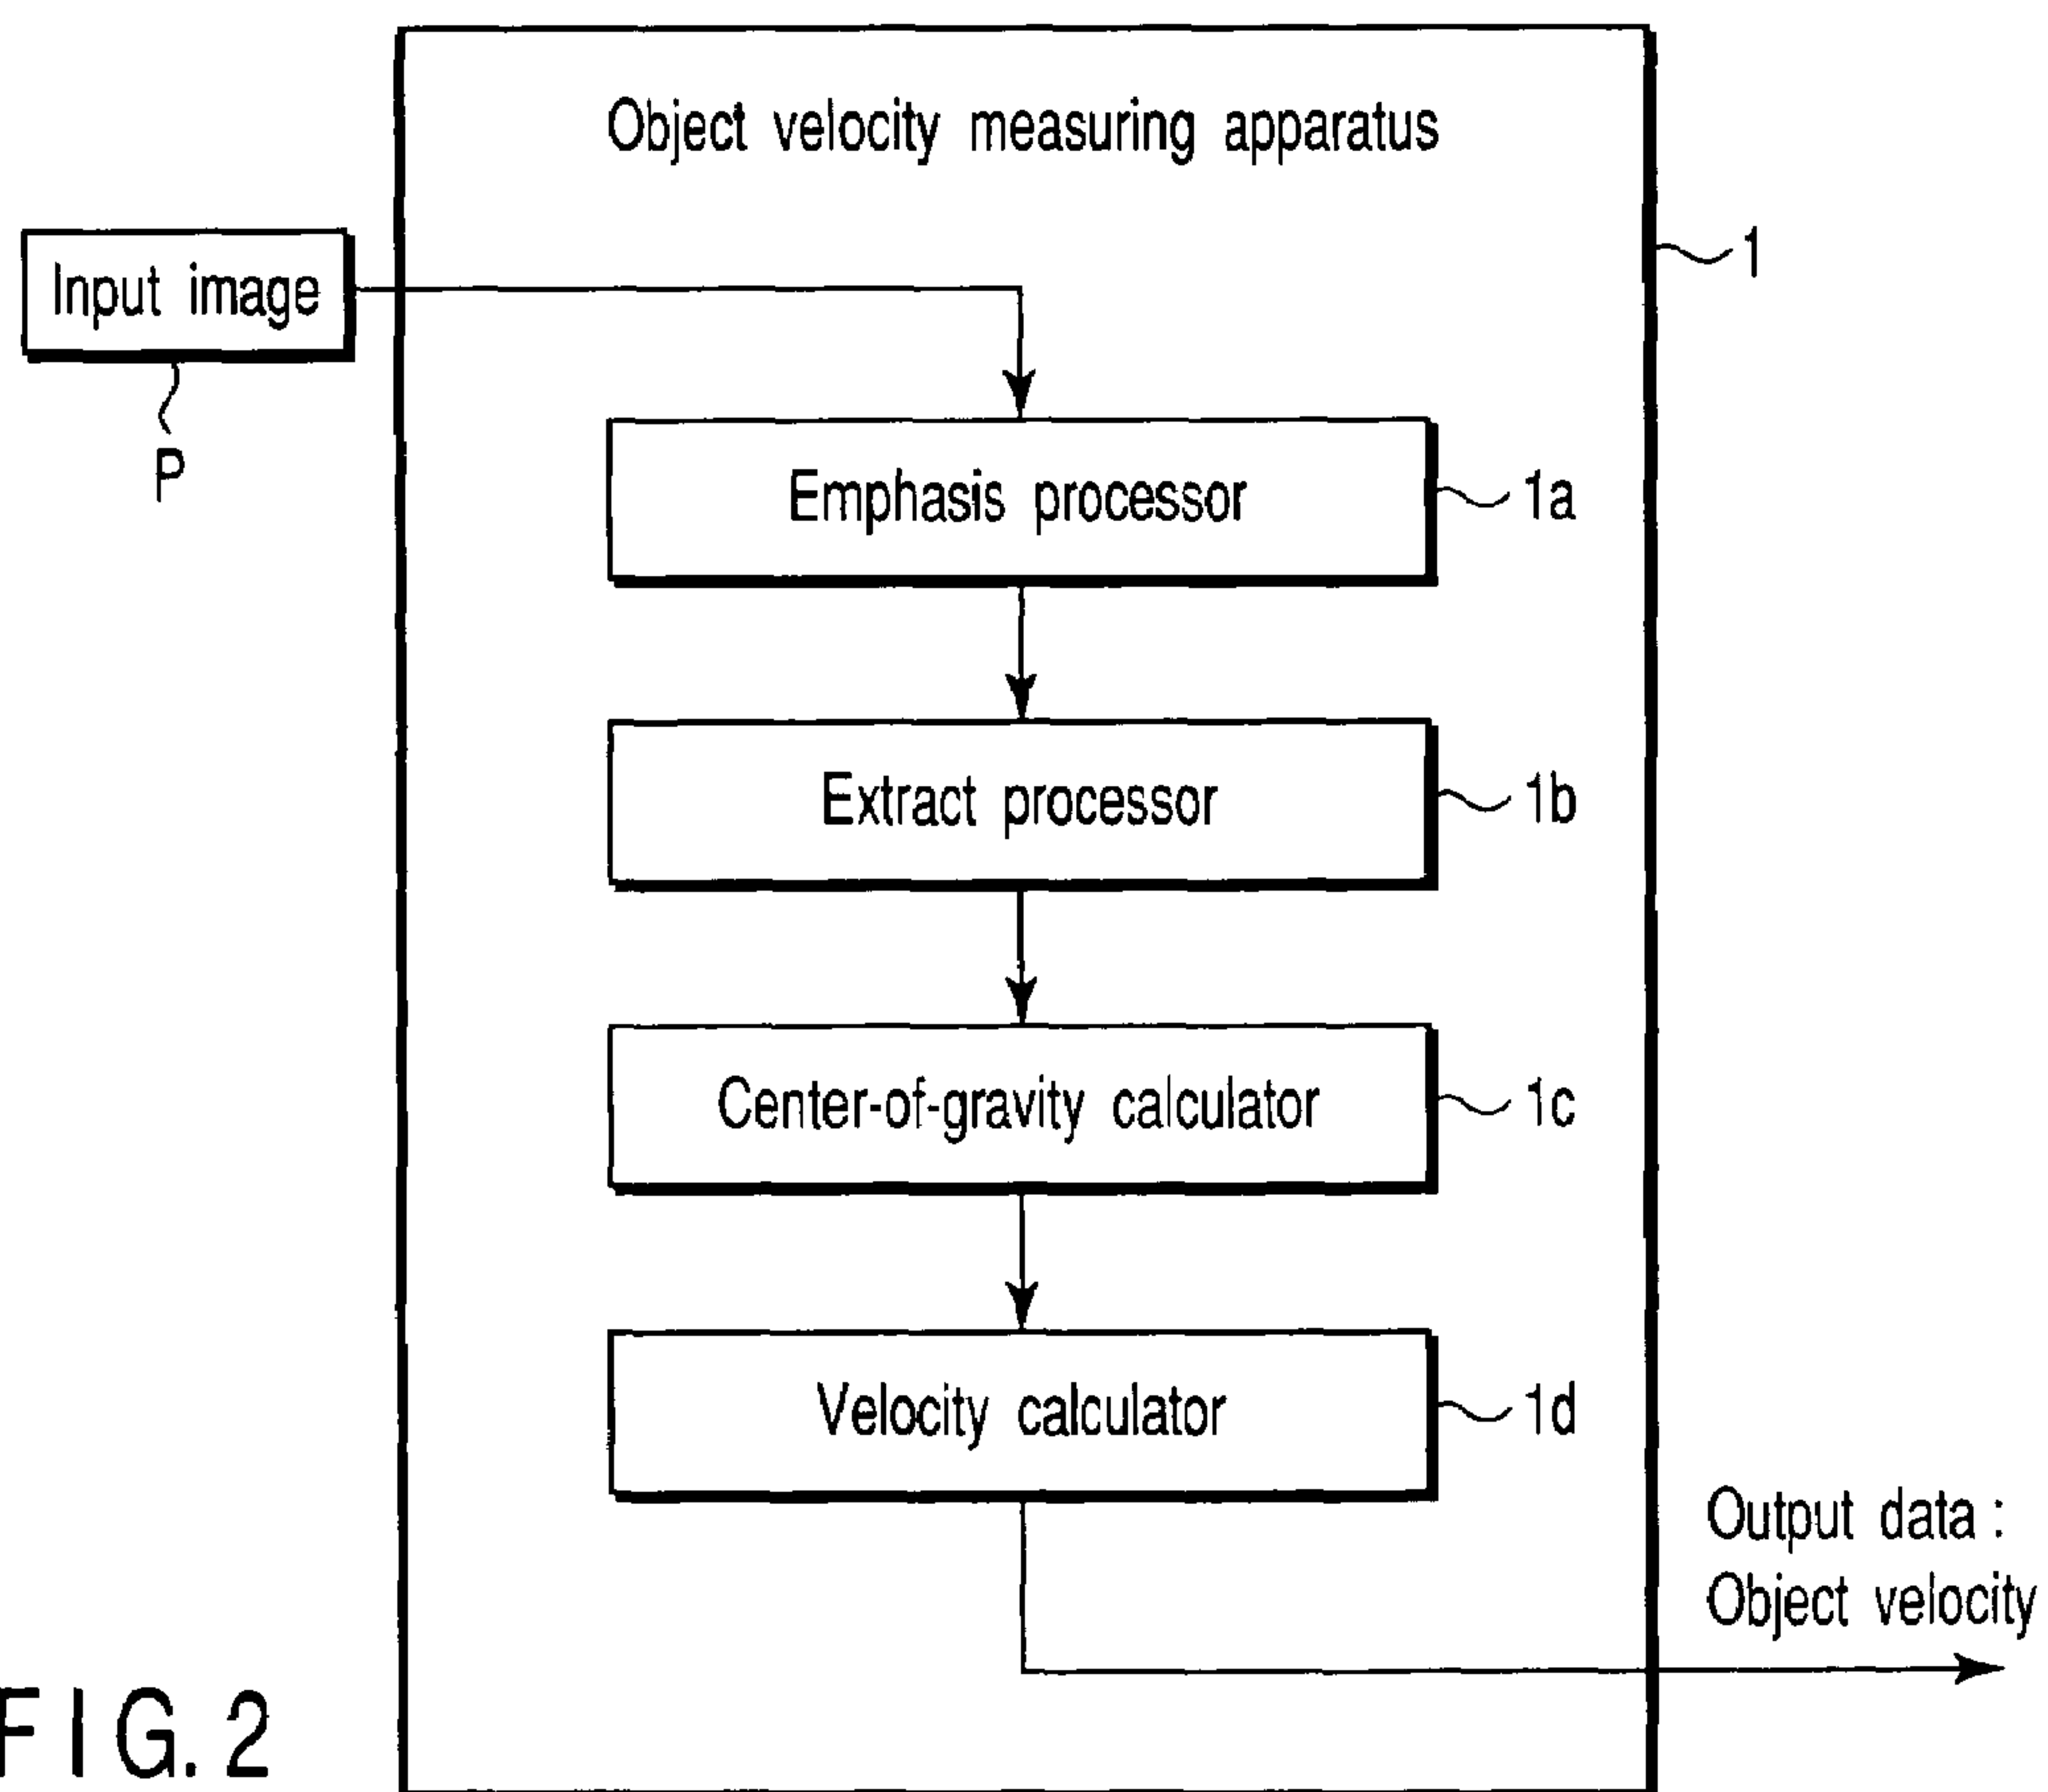 Object velocity measuring apparatus
1
Input image
P
Emphasis processor
1a
Extract processor
1b
Center-of-gravity calculator
1c
Velocity calculator
1d
Output data :
Object velocity
FIG. 2